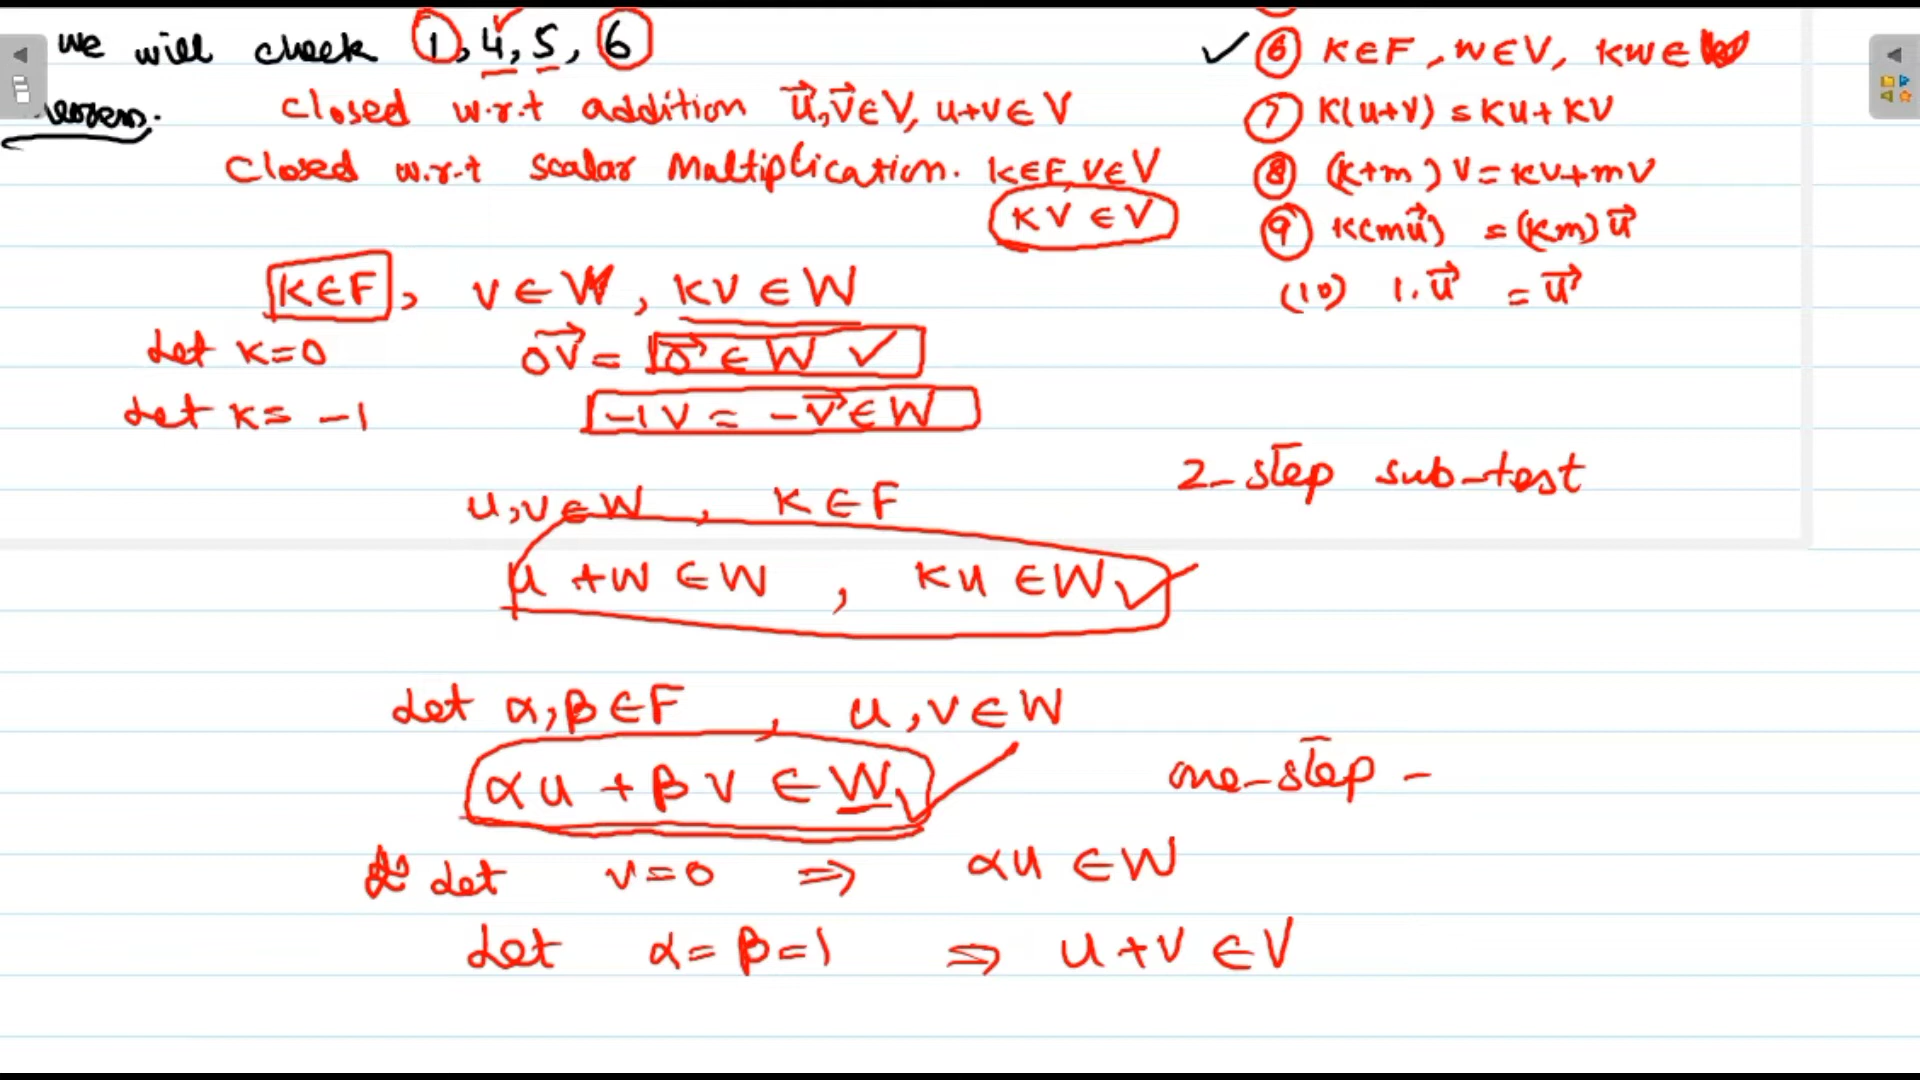 we will check 1, 4, 5, 6
closed w.r.t addition u⃗, v⃗ ∈ V, u+v ∈ V
closed w.r.t scalar multiplication. k∈F, v∈V
kv ∈ V
6 k∈F, w∈V, kw∈
7 k(u+v) = ku + kv
8 (k+m)v = kv+mv
9 k(mu⃗) = (km)u⃗
(10) 1.u⃗ = u⃗
k∈F, v∈W, kv∈W
Let k=0 0v⃗ = 0⃗ ∈ W ✓
Let k= -1 -1v = -v⃗ ∈ W
2-step sub-test
u,v∈W, k∈F
u +w ∈W, ku ∈W ✓
Let α,β∈F, u,v∈W
αu + βv ∈ W ✓
one-step -
Let v=0 ⇒ αu ∈W
Let α=β=1 ⇒ u+v ∈V